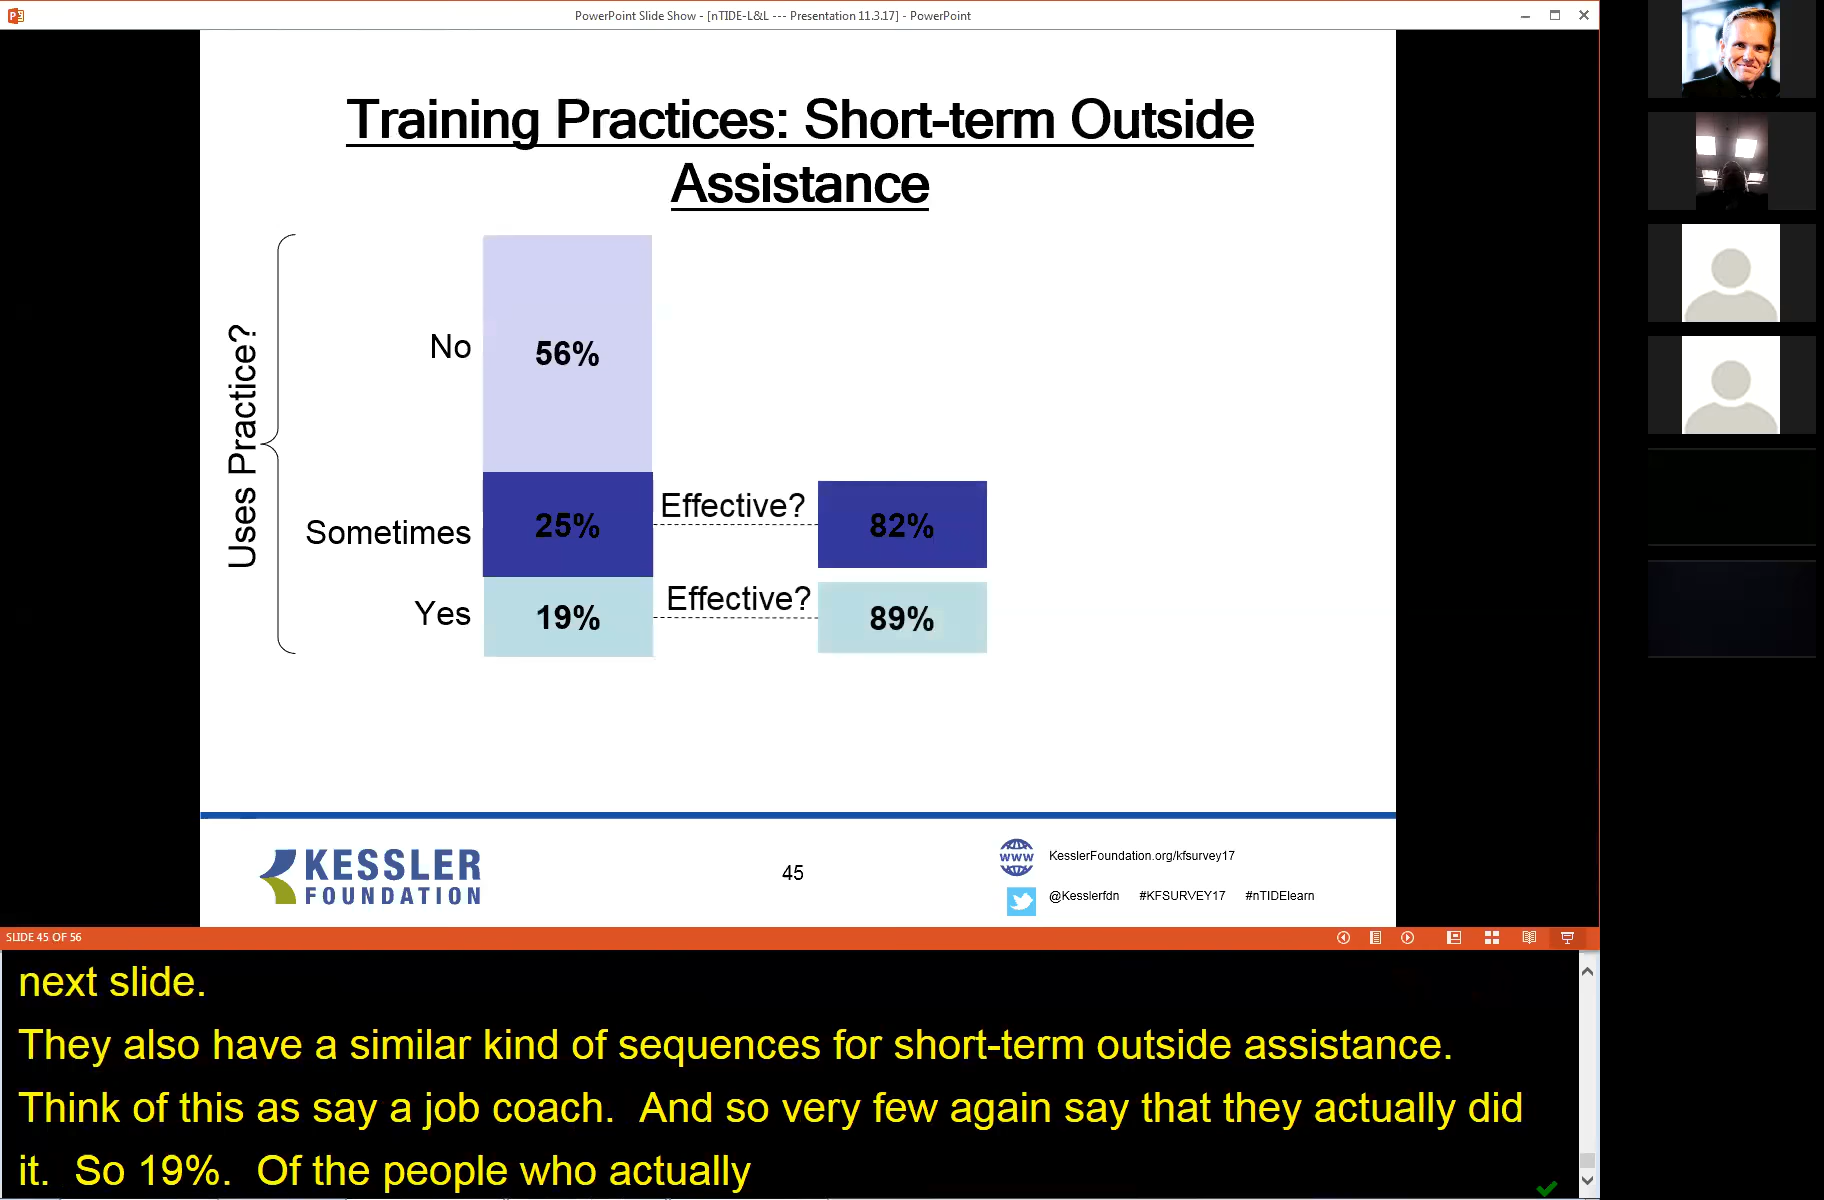 PowerPoint Slide Show - [nTIDE-L&L --- Presentation 11.3.17] - PowerPoint
Training Practices: Short-term Outside
Assistance
Uses Practice?
No
56%
Sometimes
25%
Effective?
82%
Yes
19%
Effective?
89%
KESSLER
FOUNDATION
45
www
KesslerFoundation.org/kfsurvey17
@Kesslerfdn #KFSURVEY17 #nTIDElearn
SLIDE 45 OF 56
next slide.
They also have a similar kind of sequences for short-term outside assistance.
Think of this as say a job coach.  And so very few again say that they actually did
it.  So 19%.  Of the people who actually